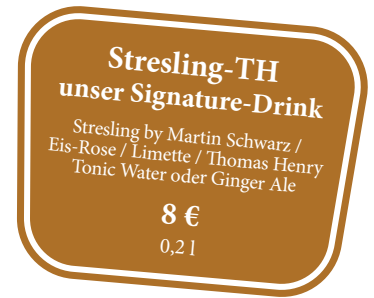 Stresling-TH
unser Signature-Drink
Stresling by Martin Schwarz /
Eis-Rose / Limette / Thomas Henry
Tonic Water oder Ginger Ale
8 €
0,2 l